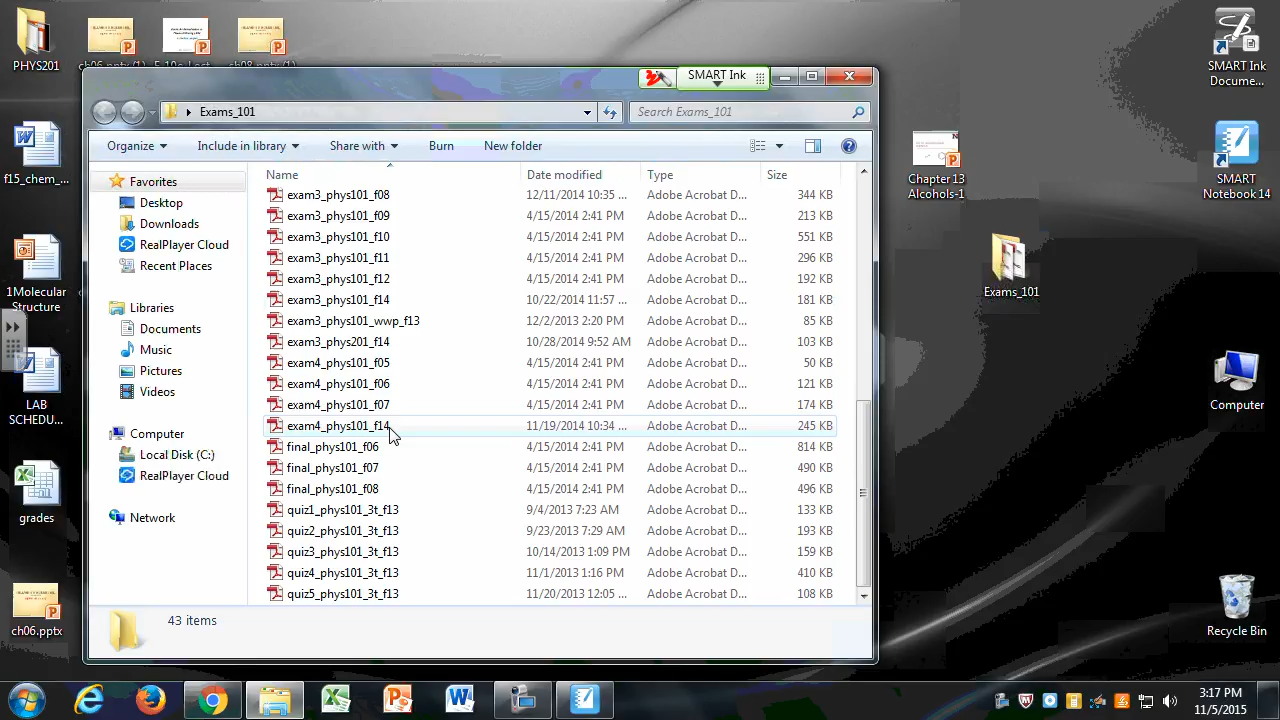 PHYS201
ch06.pptx (1)
ch08.pptx (1)
SMART Ink
Docume...
SMART Ink
Exams_101
Search Exams_101
Organize
Include in library
Share with
Burn
New folder
f15_chem_...
Name
Date modified
Type
Size
Chapter 13
Alcohols-1
SMART
Notebook 14
Favorites
Desktop
Downloads
RealPlayer Cloud
Recent Places
Libraries
Documents
Music
Pictures
Videos
Computer
Local Disk (C:)
RealPlayer Cloud
Network
exam3_phys101_f08 12/11/2014 10:35 ... Adobe Acrobat D... 344 KB
exam3_phys101_f09 4/15/2014 2:41 PM Adobe Acrobat D... 213 KB
exam3_phys101_f10 4/15/2014 2:41 PM Adobe Acrobat D... 551 KB
exam3_phys101_f11 4/15/2014 2:41 PM Adobe Acrobat D... 296 KB
exam3_phys101_f12 4/15/2014 2:41 PM Adobe Acrobat D... 192 KB
exam3_phys101_f14 10/22/2014 11:57 ... Adobe Acrobat D... 181 KB
exam3_phys101_wwp_f13 12/2/2013 2:20 PM Adobe Acrobat D... 85 KB
exam3_phys201_f14 10/28/2014 9:52 AM Adobe Acrobat D... 103 KB
exam4_phys101_f05 4/15/2014 2:41 PM Adobe Acrobat D... 50 KB
exam4_phys101_f06 4/15/2014 2:41 PM Adobe Acrobat D... 121 KB
exam4_phys101_f07 4/15/2014 2:41 PM Adobe Acrobat D... 174 KB
exam4_phys101_f14 11/19/2014 10:34 ... Adobe Acrobat D... 245 KB
final_phys101_f06 4/15/2014 2:41 PM Adobe Acrobat D... 814 KB
final_phys101_f07 4/15/2014 2:41 PM Adobe Acrobat D... 490 KB
final_phys101_f08 4/15/2014 2:41 PM Adobe Acrobat D... 496 KB
quiz1_phys101_3t_f13 9/4/2013 7:23 AM Adobe Acrobat D... 133 KB
quiz2_phys101_3t_f13 9/23/2013 7:29 AM Adobe Acrobat D... 193 KB
quiz3_phys101_3t_f13 10/14/2013 1:09 PM Adobe Acrobat D... 159 KB
quiz4_phys101_3t_f13 11/1/2013 1:16 PM Adobe Acrobat D... 410 KB
quiz5_phys101_3t_f13 11/20/2013 12:05 ... Adobe Acrobat D... 108 KB
43 items
1Molecular
Structure
LAB
SCHEDU...
grades
ch06.pptx
Exams_101
Computer
Recycle Bin
3:17 PM
11/5/2015